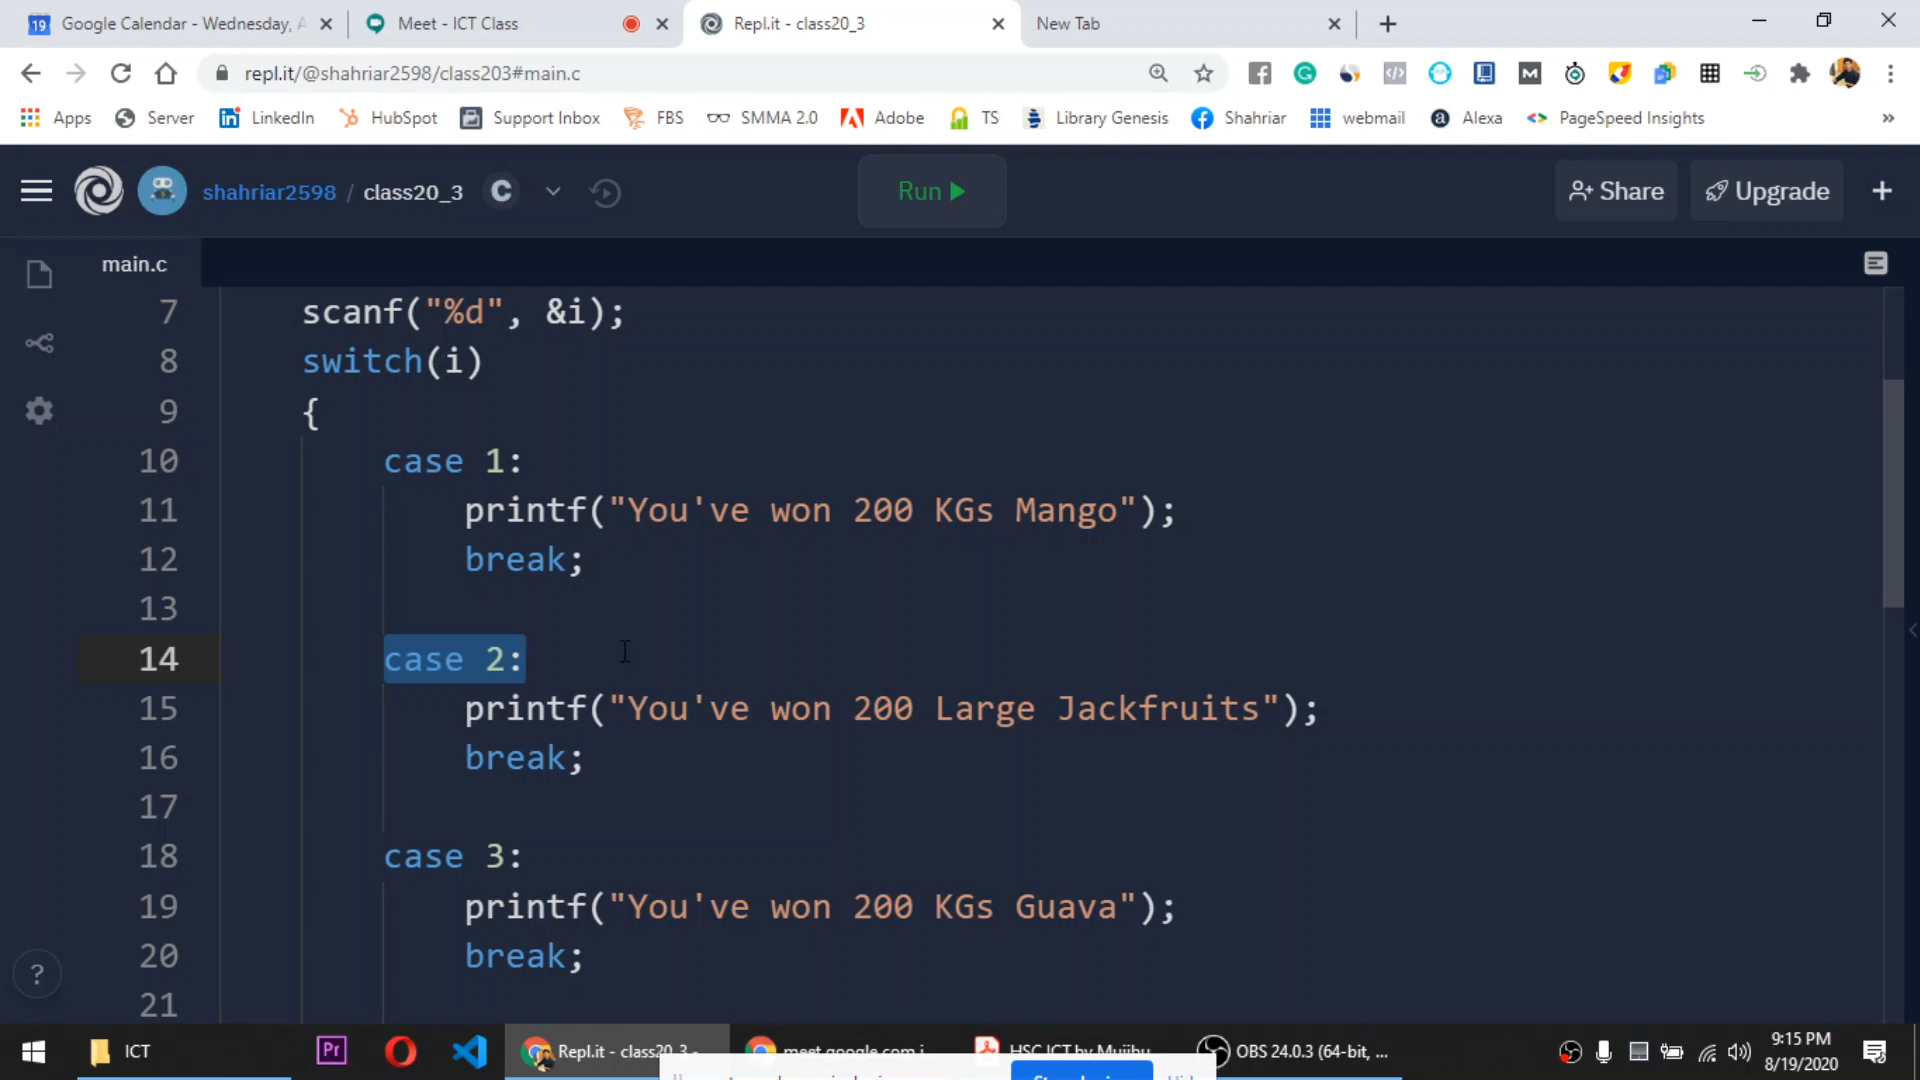 Google Calendar - Wednesday, A
Meet - ICT Class
Repl.it - class20_3
New Tab
repl.it/@shahriar2598/class203#main.c
Apps
Server
LinkedIn
HubSpot
Support Inbox
FBS
SMMA 2.0
Adobe
TS
Library Genesis
Shahriar
webmail
Alexa
PageSpeed Insights
»
shahriar2598 / class20_3
C
Run
Share
Upgrade
main.c
7 scanf("%d", &i);
8 switch(i)
9 {
10 case 1:
11 printf("You've won 200 KGs Mango");
12 break;
13
14 case 2:
15 printf("You've won 200 Large Jackfruits");
16 break;
17
18 case 3:
19 printf("You've won 200 KGs Guava");
20 break;
21
?
ICT
Pr
Repl.it - class20_3 -
meet.google.com i
HSC ICT by Mujibu
OBS 24.0.3 (64-bit, ...
9:15 PM
8/19/2020